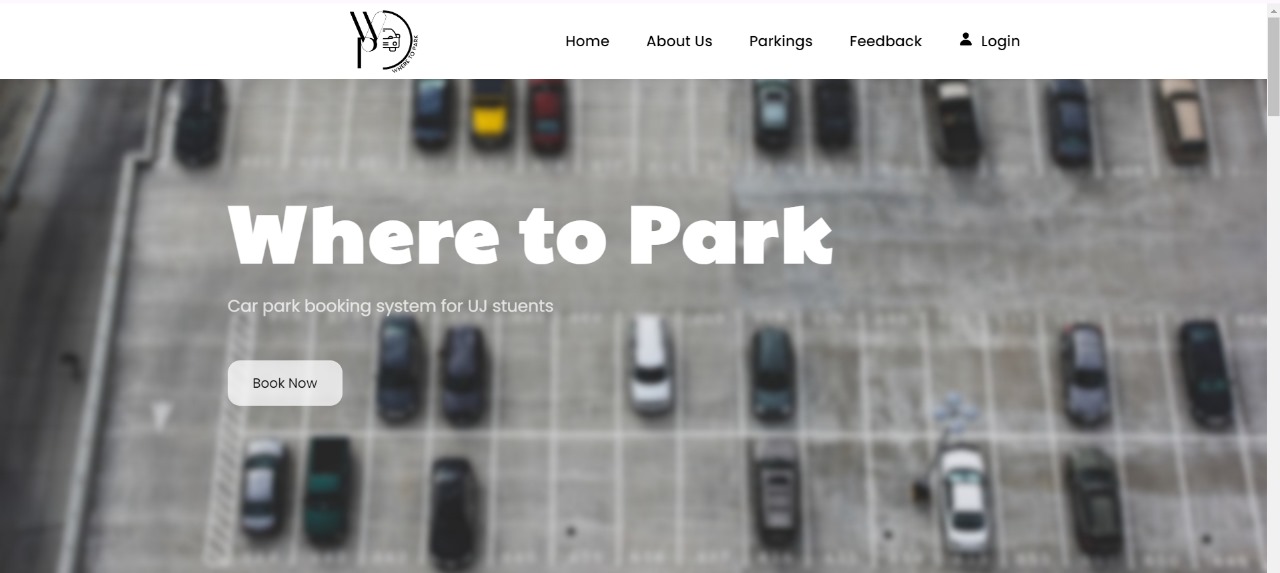 WHERE TO PARK
Home About Us Parkings Feedback Login
Where to Park
Car park booking system for UJ stuents
Book Now